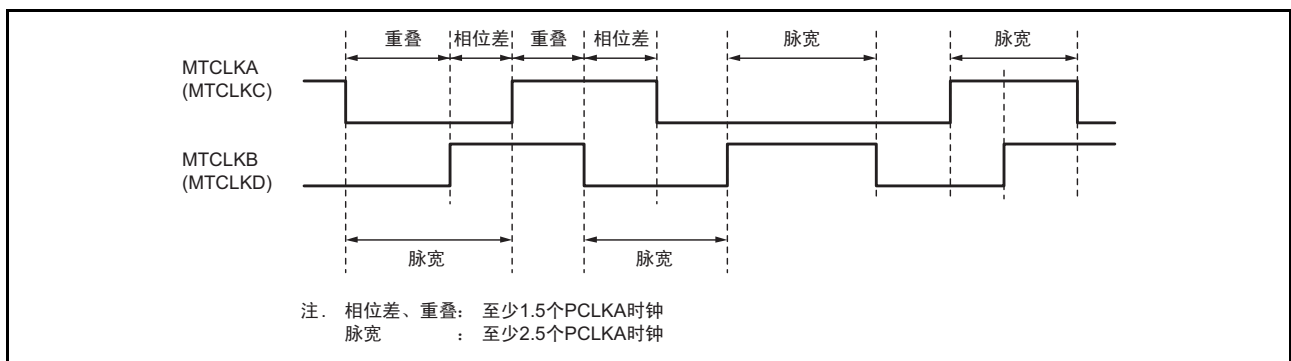 重叠 相位差 重叠 相位差 脉宽 脉宽
MTCLKA
(MTCLKC)
MTCLKB
(MTCLKD)
脉宽 脉宽
注. 相位差、重叠: 至少1.5个PCLKA时钟
脉宽 : 至少2.5个PCLKA时钟